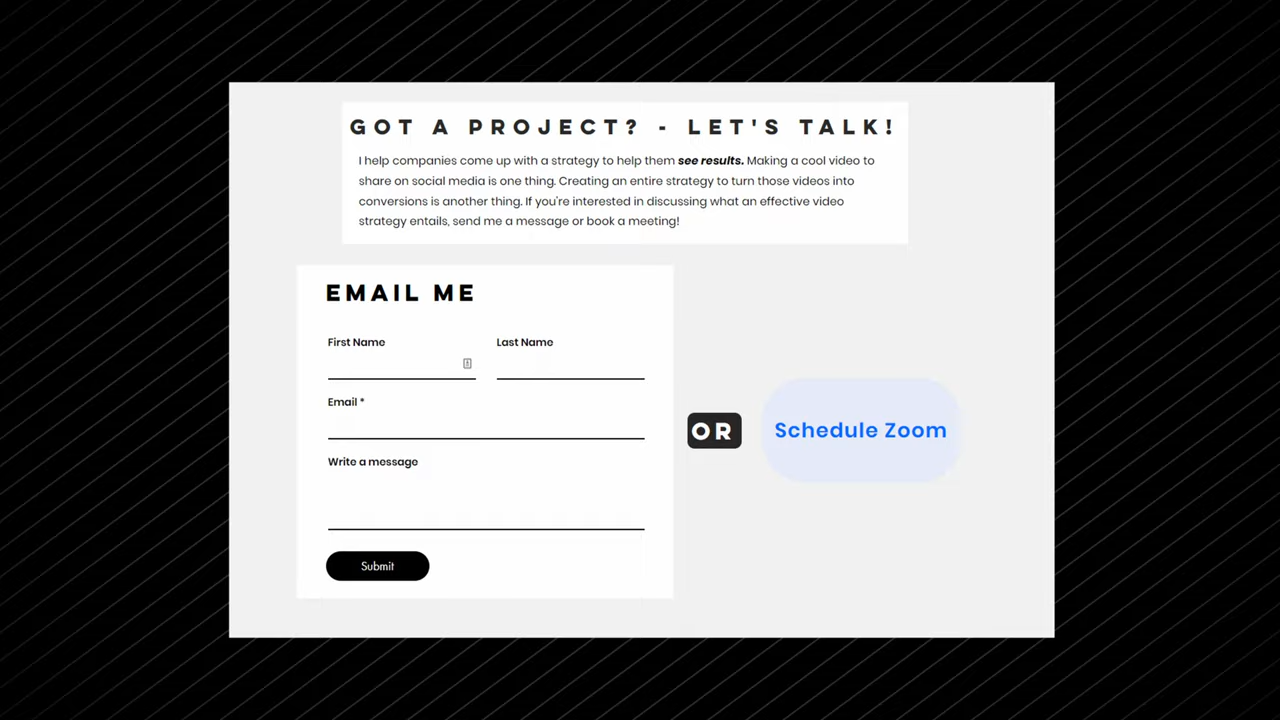 GOT A PROJECT? - LET'S TALK!
I help companies come up with a strategy to help them see results. Making a cool video to
share on social media is one thing. Creating an entire strategy to turn those videos into
conversions is another thing. If you're interested in discussing what an effective video
strategy entails, send me a message or book a meeting!
EMAIL ME
First Name Last Name
Email *
Write a message
Submit
OR
Schedule Zoom